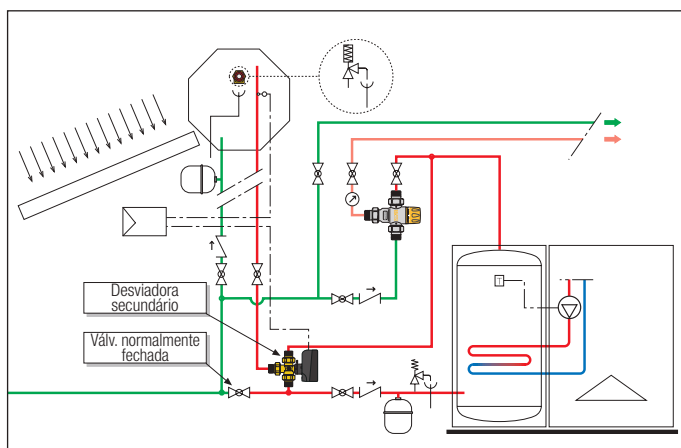 Desviadora
secundário
Válv. normalmente
fechada
T